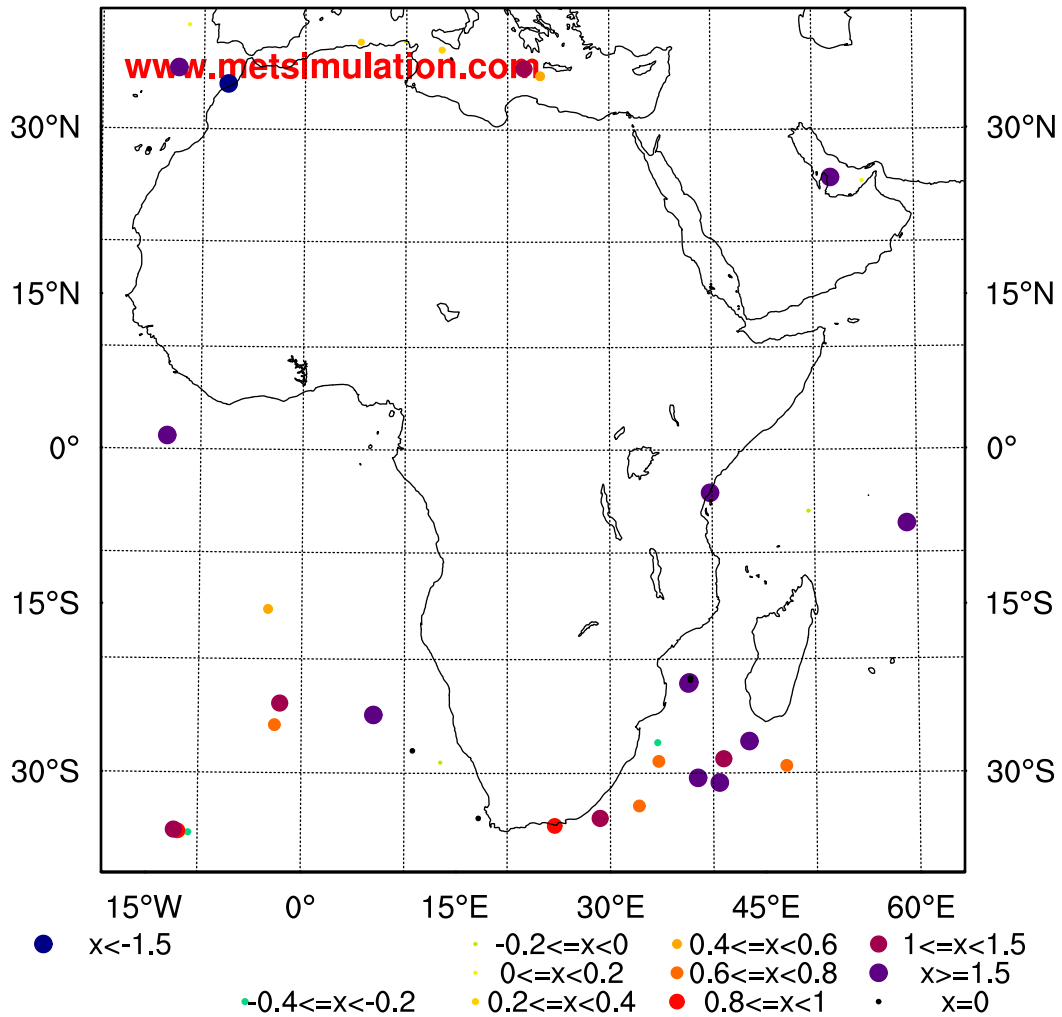 www.metsimulation.com
30°N 30°N
15°N 15°N
0° 0°
15°S 15°S
30°S 30°S
15°W 0° 15°E 30°E 45°E 60°E
x<-1.5 -0.2<=x<0 0.4<=x<0.6 1<=x<1.5
0<=x<0.2 0.6<=x<0.8 x>=1.5
-0.4<=x<-0.2 0.2<=x<0.4 0.8<=x<1 x=0